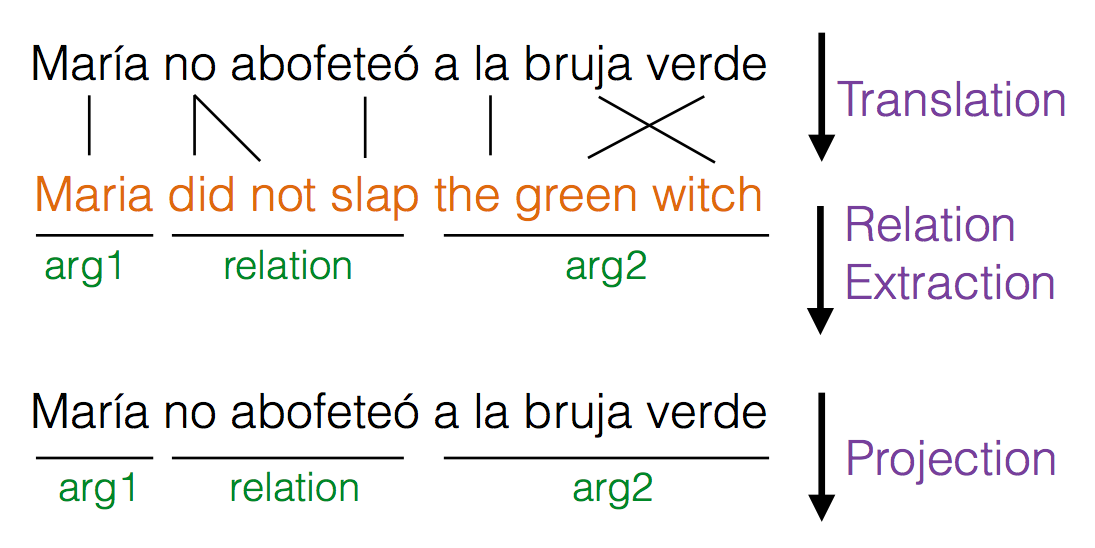 María no abofeteó a la bruja verde
Translation
Maria did not slap the green witch
arg1 relation arg2
Relation
Extraction
María no abofeteó a la bruja verde
arg1 relation arg2
Projection